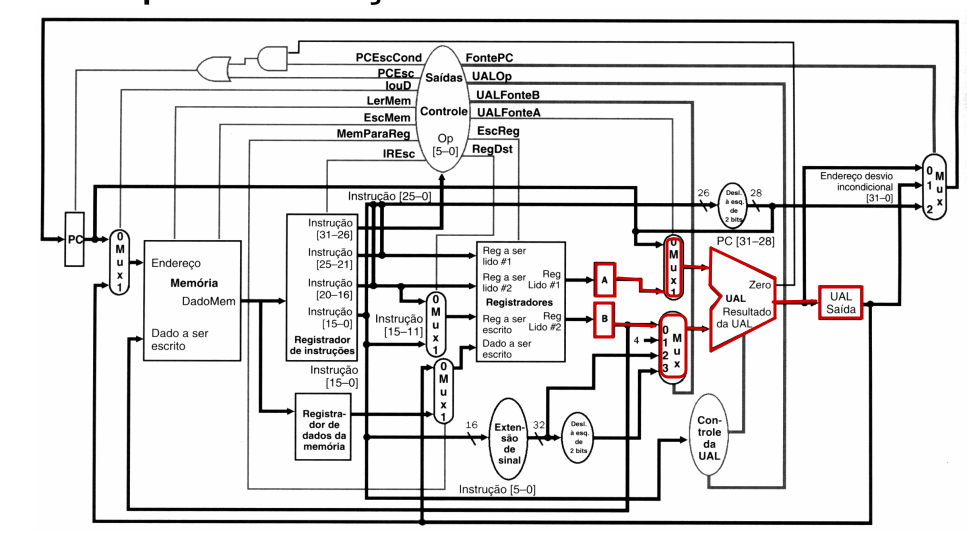 PCEscCond
PCEsc
IouD
LerMem
EscMem
MemParaReg
IREsc
Saídas
Controle
Op
[5–0]
FontePC
UALOp
UALFonteB
UALFonteA
EscReg
RegDst
Instrução [25–0]
26
Desl.
à esq.
de
2 bits
28
Endereço desvio
incondicional
[31–0]
0
1
2
M
u
x
PC [31–28]
PC
0
M
u
x
1
Endereço
Memória
DadoMem
Dado a ser
escrito
Instrução
[31–26]
Instrução
[25–21]
Instrução
[20–16]
Instrução
[15–0]
Registrador
de instruções
Instrução
[15–11]
0
M
u
x
1
Instrução
[15–0]
0
M
u
x
1
Registra-
dor de
dados da
memória
Reg a ser
lido #1
Reg a ser
lido #2
Registradores
Reg a ser
escrito
Dado a ser
escrito
Reg
Lido #1
Reg
Lido #2
A
B
0
M
u
x
1
4
0
1
2
3
M
u
x
Zero
UAL
Resultado
da UAL
UAL
Saída
16
Exten-
são
de
sinal
32
Desl.
à esq.
de
2 bits
Con-
trole
da
UAL
Instrução [5–0]